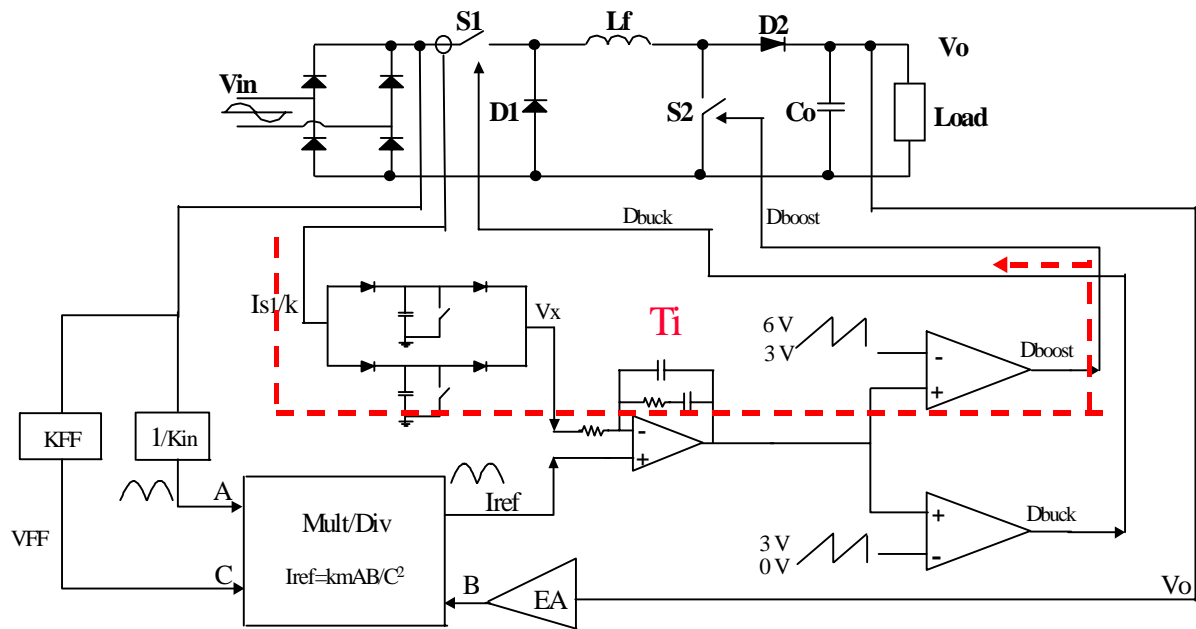 S1
Lf
D2
Vo
Vin
D1
S2
Co
Load
Dbuck
Dboost
Is1/k
Vx
Ti
6 V
3 V
Dboost
KFF
1/Kin
A
Iref
Mult/Div
Dbuck
VFF
3 V
0 V
C
Iref=kmAB/C²
B
EA
Vo